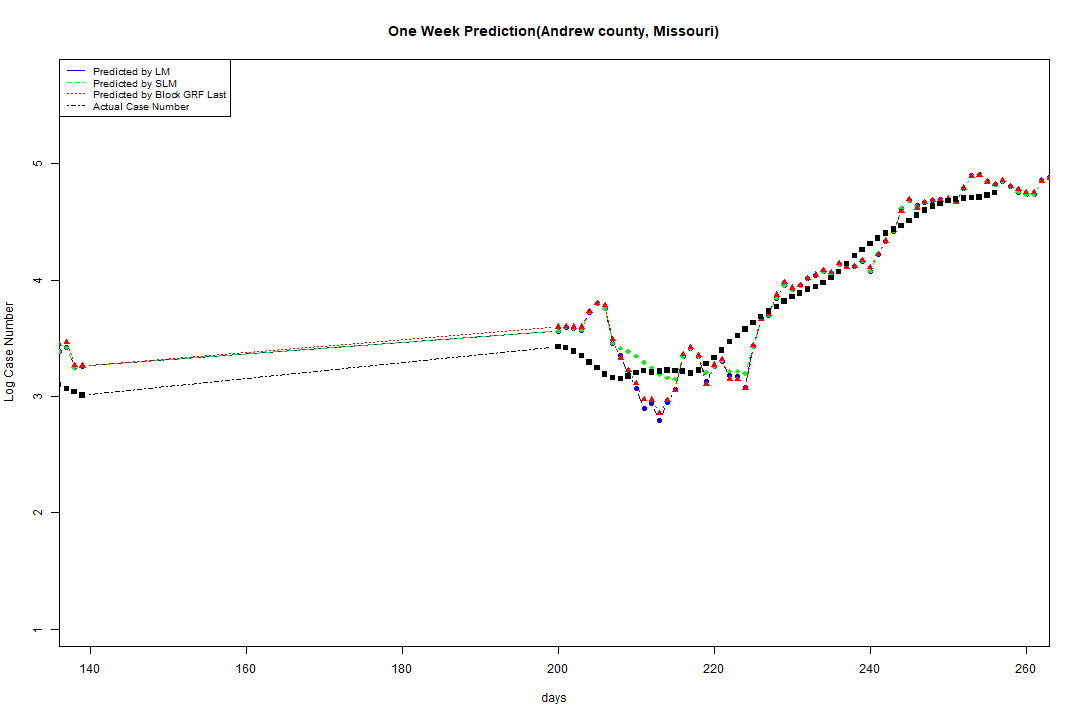 One Week Prediction(Andrew county, Missouri)
Predicted by LM
Predicted by SLM
Predicted by Block GRF Last
Actual Case Number
5
4
3
2
1
Log Case Number
140 160 180 200 220 240 260
days